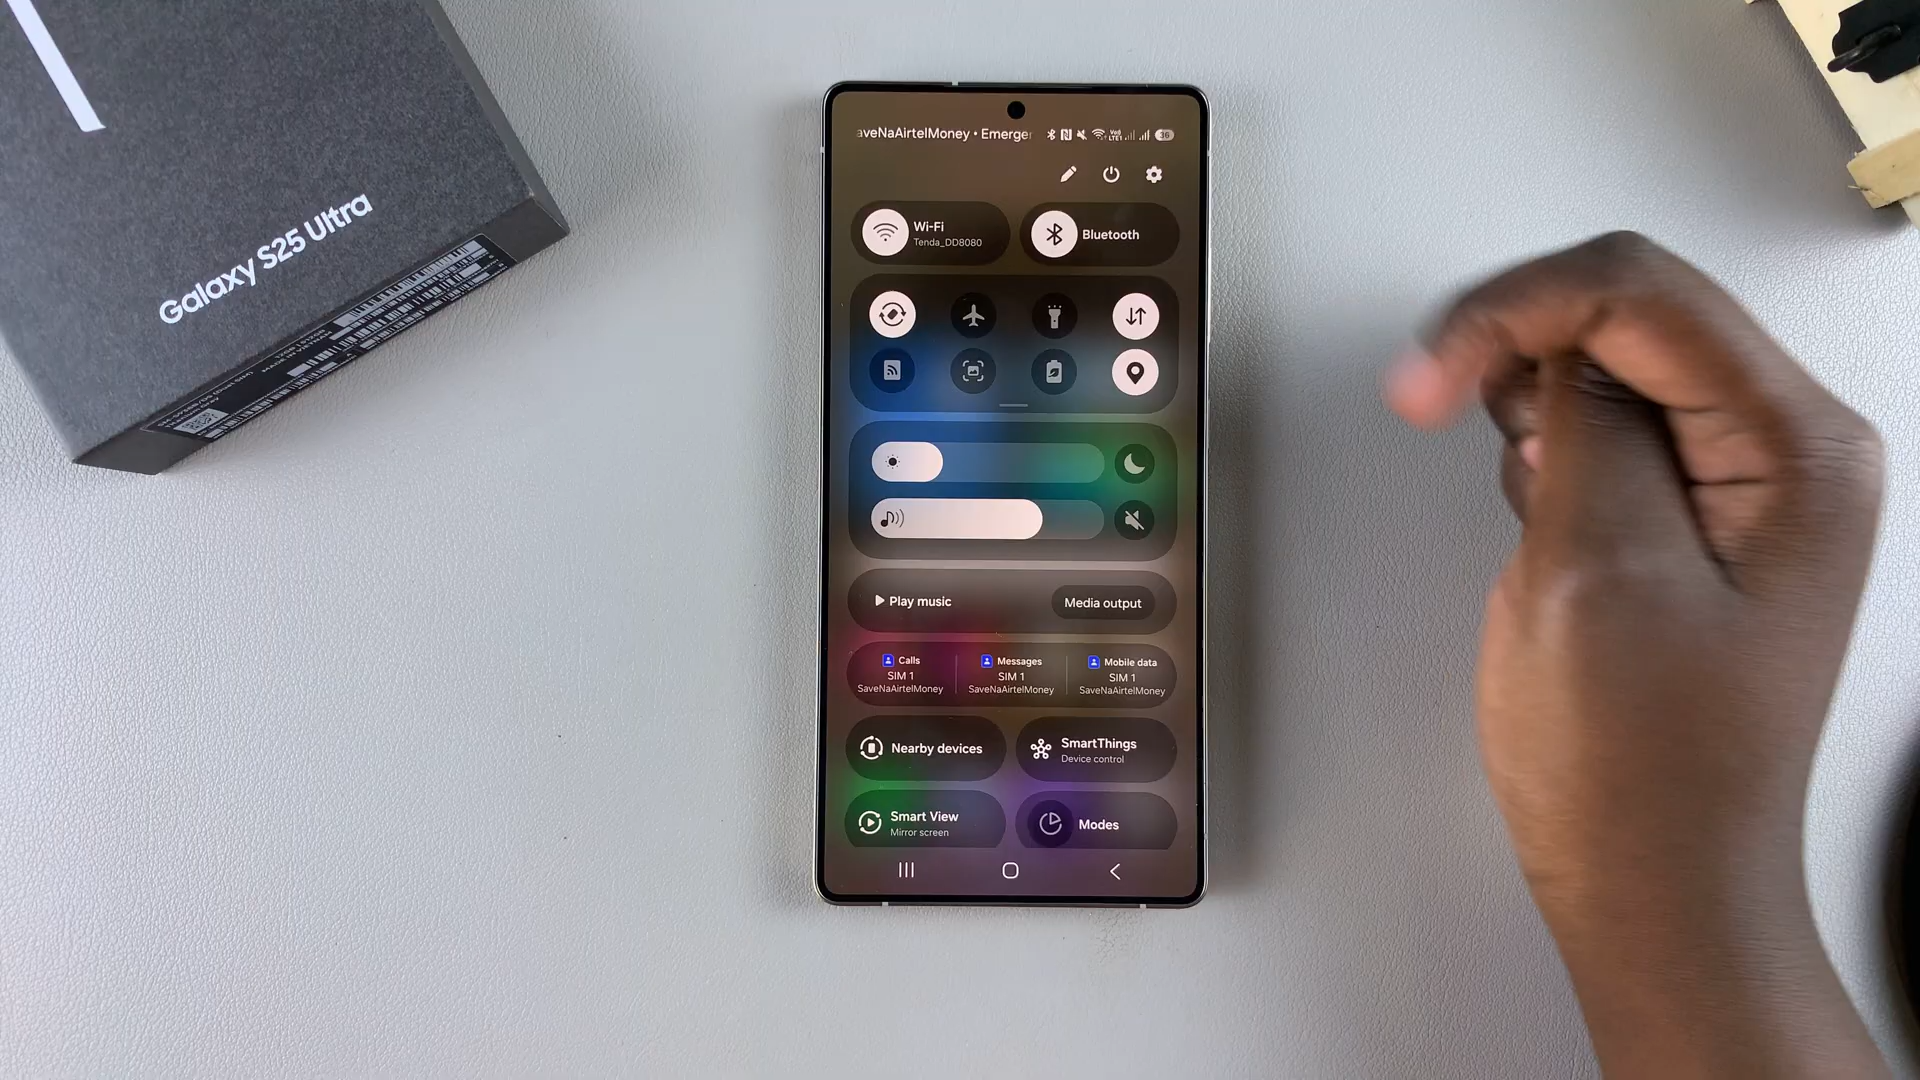 Galaxy S25 Ultra
aveNaAirtelMoney • Emerger
36
Wi-Fi
Tenda_DD8080
Bluetooth
Play music
Media output
Calls
SIM 1
SaveNaAirtelMoney
Messages
SIM 1
SaveNaAirtelMoney
Mobile data
SIM 1
SaveNaAirtelMoney
Nearby devices
SmartThings
Device control
Smart View
Mirror screen
Modes